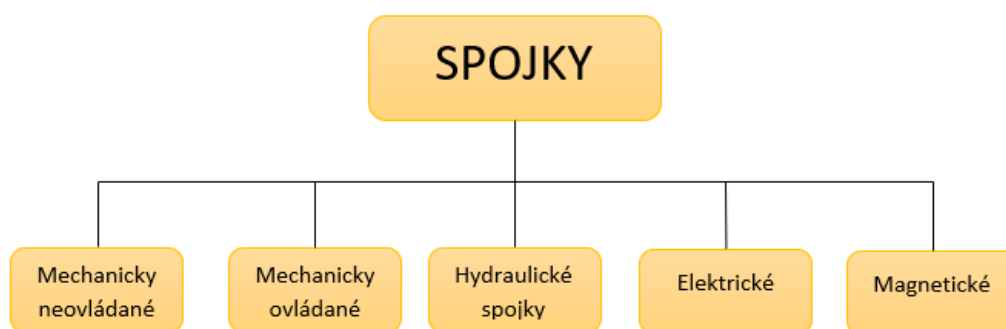 SPOJKY
Mechanicky
neovládané
Mechanicky
ovládané
Hydraulické
spojky
Elektrické
Magnetické